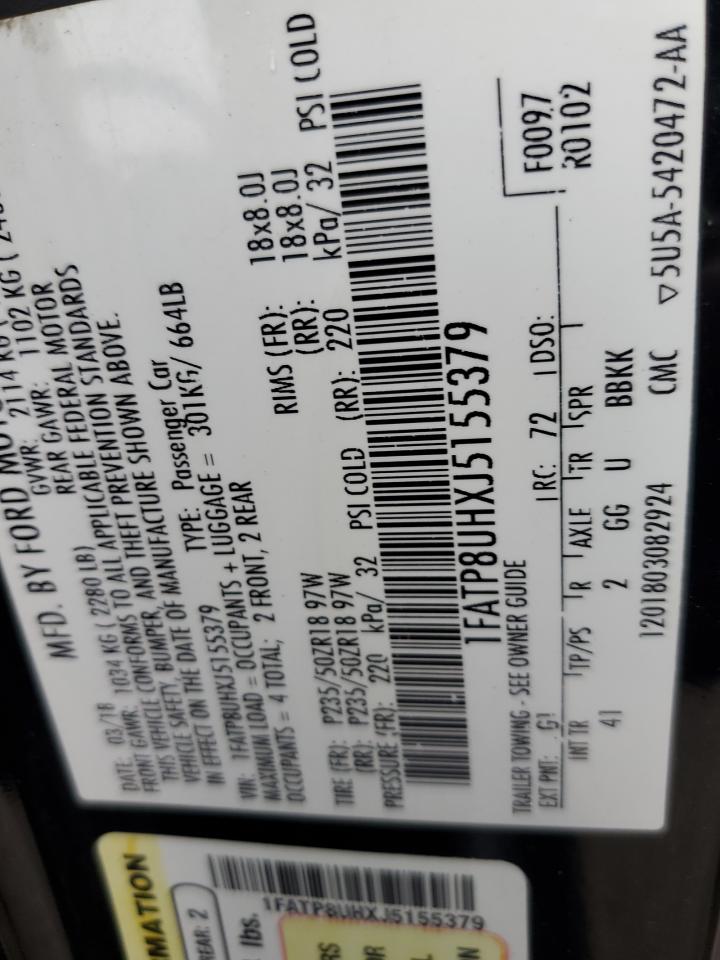 MFD. BY FORD
DATE: 03/18 GVWR: 2114 KG
FRONT GAWR: 1034 KG ( 2280 LB) REAR GAWR: 1102 KG (
THIS VEHICLE CONFORMS TO ALL APPLICABLE FEDERAL MOTOR
VEHICLE SAFETY, BUMPER, AND THEFT PREVENTION STANDARDS
IN EFFECT ON THE DATE OF MANUFACTURE SHOWN ABOVE.
VIN: 1FATP8UHXJ5155379 TYPE: Passenger Car
MAXIMUM LOAD = OCCUPANTS + LUGGAGE = 301KG/ 664LB
OCCUPANTS = 4 TOTAL; 2 FRONT, 2 REAR
TIRE (FR): P235/50ZR18 97W RIMS (FR): 18x8.0J
(RR): P235/50ZR18 97W (RR): 18x8.0J
PRESSURE (FR): 220 kPa/ 32 PSI COLD (RR): 220 kPa/ 32 PSI COLD
1FATP8UHXJ5155379
TRAILER TOWING - SEE OWNER GUIDE
F0097
R0102
EXT PNT: G1 RC: 72 DSO:
INT TR TP/PS R AXLE TR SPR
41 2 GG U BBKK
1201803082924 CMC ▽5U5A-5420472-AA
RMATION
REAR: 2
lbs.
1FATP8UHXJ5155379